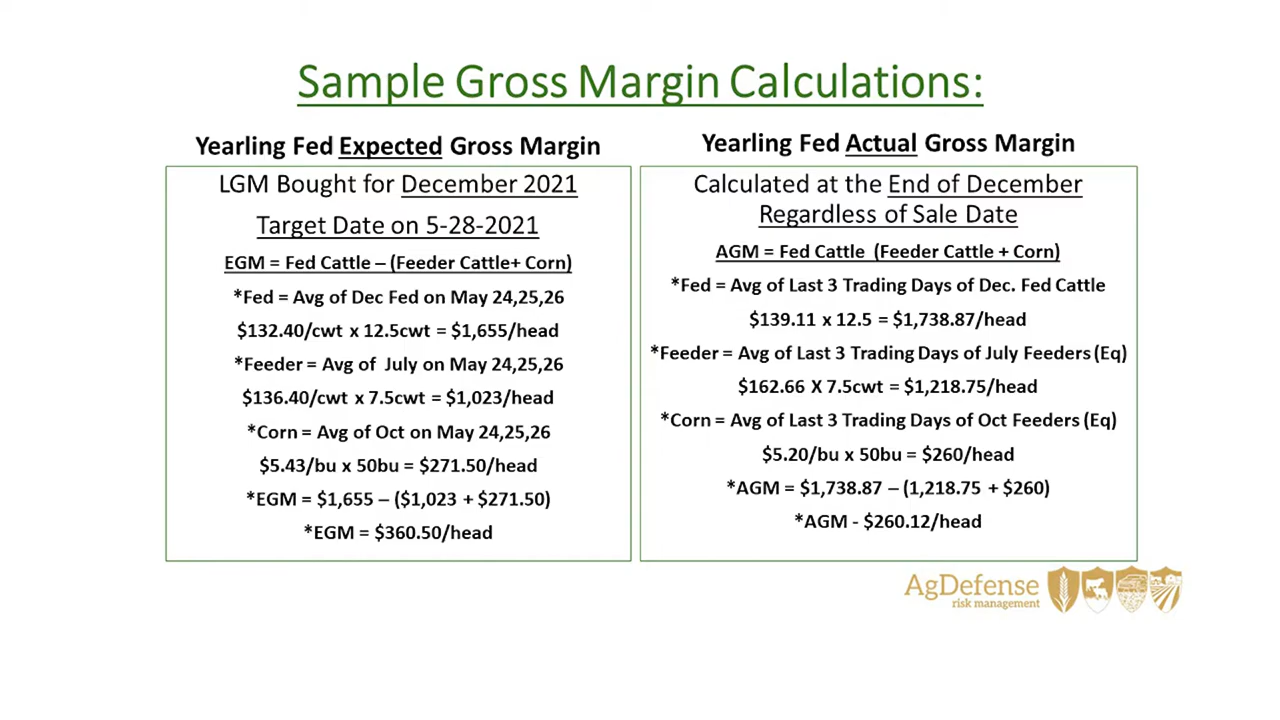 Sample Gross Margin Calculations:
Yearling Fed Expected Gross Margin
LGM Bought for December 2021
Target Date on 5-28-2021
EGM = Fed Cattle – (Feeder Cattle+ Corn)
*Fed = Avg of Dec Fed on May 24,25,26
$132.40/cwt x 12.5cwt = $1,655/head
*Feeder = Avg of  July on May 24,25,26
$136.40/cwt x 7.5cwt = $1,023/head
*Corn = Avg of Oct on May 24,25,26
$5.43/bu x 50bu = $271.50/head
*EGM = $1,655 – ($1,023 + $271.50)
*EGM = $360.50/head
Yearling Fed Actual Gross Margin
Calculated at the End of December
Regardless of Sale Date
AGM = Fed Cattle  (Feeder Cattle + Corn)
*Fed = Avg of Last 3 Trading Days of Dec. Fed Cattle
$139.11 x 12.5 = $1,738.87/head
*Feeder = Avg of Last 3 Trading Days of July Feeders (Eq)
$162.66 X 7.5cwt = $1,218.75/head
*Corn = Avg of Last 3 Trading Days of Oct Feeders (Eq)
$5.20/bu x 50bu = $260/head
*AGM = $1,738.87 – (1,218.75 + $260)
*AGM - $260.12/head
AgDefense
risk management